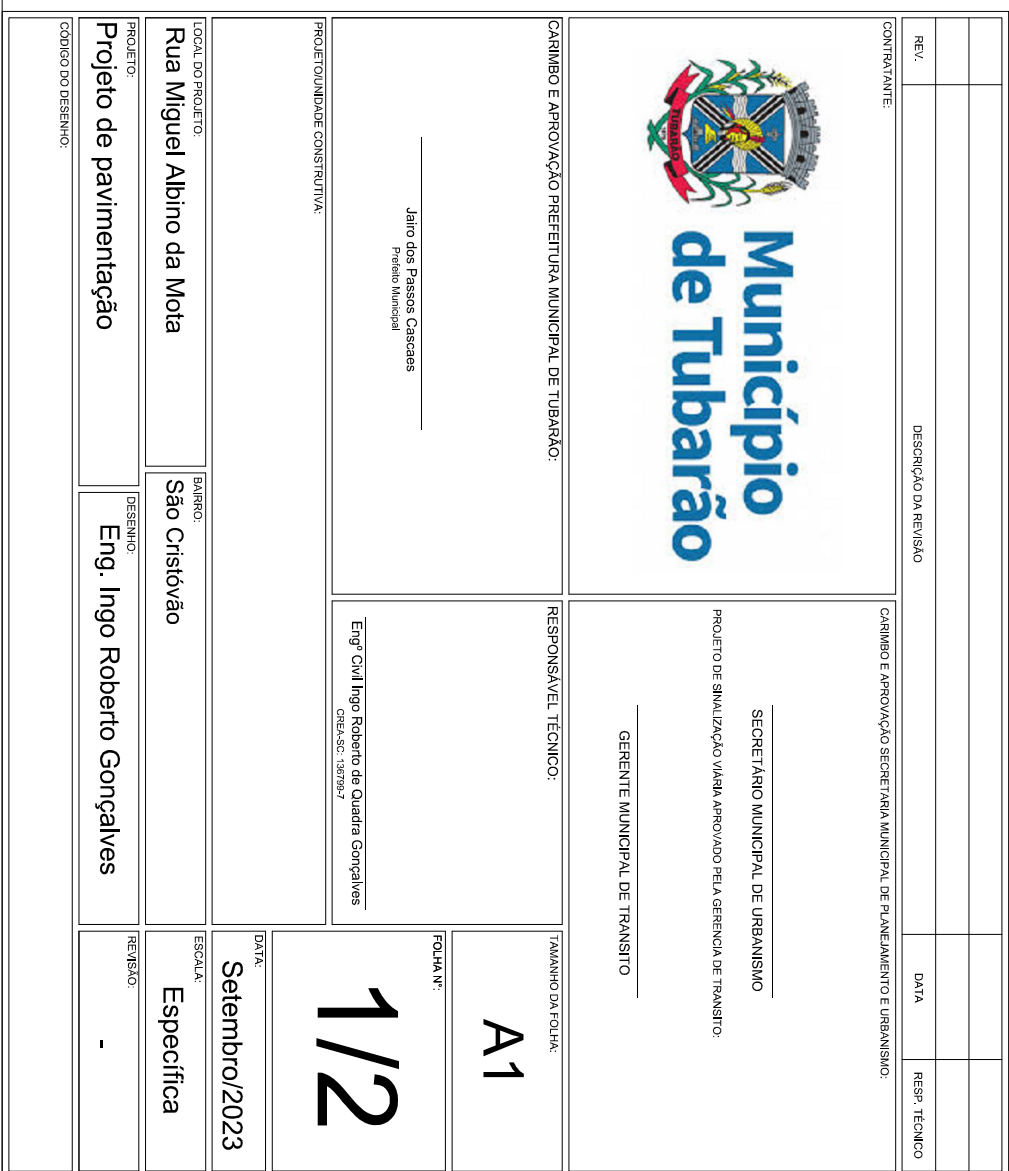 REV.
DESCRIÇÃO DA REVISÃO
DATA
RESP. TÉCNICO
CONTRATANTE:
TUBARÃO
Município
de Tubarão
CARIMBO E APROVAÇÃO SECRETARIA MUNICIPAL DE PLANEJAMENTO E URBANISMO:
SECRETÁRIO MUNICIPAL DE URBANISMO
PROJETO DE SINALIZAÇÃO VIÁRIA APROVADO PELA GERENCIA DE TRANSITO:
GERENTE MUNICIPAL DE TRANSITO
CARIMBO E APROVAÇÃO PREFEITURA MUNICIPAL DE TUBARÃO:
Jairo dos Passos Cascaes
Prefeito Municipal
RESPONSÁVEL TÉCNICO:
Engº Civil Ingo Roberto de Quadra Gonçalves
CREA-SC: 136799-7
TAMANHO DA FOLHA:
A1
FOLHA Nº:
1/2
PROJETO/UNIDADE CONSTRUTIVA:
DATA:
Setembro/2023
LOCAL DO PROJETO:
Rua Miguel Albino da Mota
BAIRRO:
São Cristóvão
ESCALA:
Específica
PROJETO:
Projeto de pavimentação
DESENHO:
Eng. Ingo Roberto Gonçalves
REVISÃO:
-
CÓDIGO DO DESENHO: